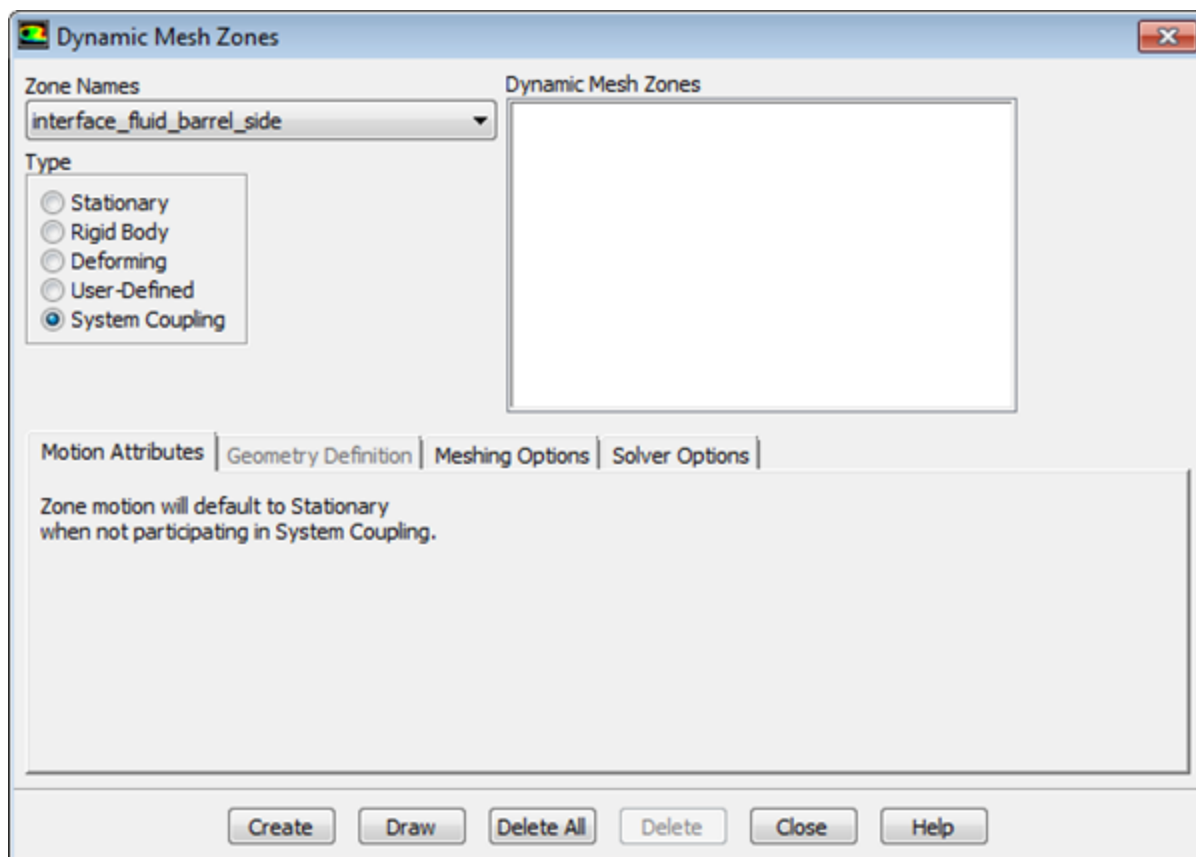 Dynamic Mesh Zones
Zone Names
interface_fluid_barrel_side
Dynamic Mesh Zones
Type
Stationary
Rigid Body
Deforming
User-Defined
System Coupling
Motion Attributes Geometry Definition Meshing Options Solver Options
Zone motion will default to Stationary
when not participating in System Coupling.
Create Draw Delete All Delete Close Help